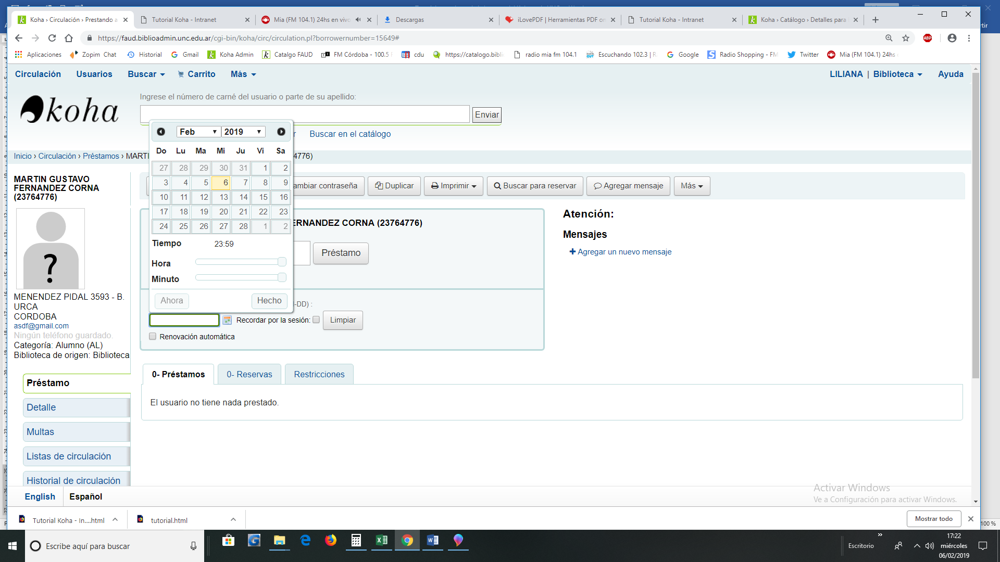 Koha › Circulación › Prestando a
Tutorial Koha - Intranet
Mia (FM 104.1) 24hs en vivo
Descargas
iLovePDF | Herramientas PDF on
Tutorial Koha - Intranet
Koha › Catálogo › Detalles para
https://faud.biblioadmin.unc.edu.ar/cgi-bin/koha/circ/circulation.pl?borrowernumber=15649#
ABP
Aplicaciones
Zopim Chat
Historial
Gmail
Koha Admin
Catalgo FAUD
FM Córdoba - 100.5
cdu
https://catalogo.bibli
radio mia fm 104.1
Escuchando 102.3 | R
Google
Radio Shopping - FM
Twitter
Mia (FM 104.1) 24hs
Circulación Usuarios Buscar Carrito Más
LILIANA | Biblioteca Ayuda
koha
Ingrese el número de carné del usuario o parte de su apellido:
Enviar
r Buscar en el catálogo
Inicio › Circulación › Préstamos › MARTI
4776)
Feb 2019
Do Lu Ma Mi Ju Vi Sa
27 28 29 30 31 1 2
3 4 5 6 7 8 9
10 11 12 13 14 15 16
17 18 19 20 21 22 23
24 25 26 27 28 1 2
Tiempo 23:59
Hora
Minuto
Ahora Hecho
MARTIN GUSTAVO
FERNANDEZ CORNA
(23764776)
?
MENENDEZ PIDAL 3593 - B.
URCA
CORDOBA
asdf@gmail.com
Ningún teléfono guardado.
Categoría: Alumno (AL)
Biblioteca de origen: Biblioteca
ambiar contraseña
Duplicar
Imprimir
Buscar para reservar
Agregar mensaje
Más
ERNANDEZ CORNA (23764776)
Préstamo
-DD) :
Recordar por la sesión:
Limpiar
Renovación automática
Atención:
Mensajes
+ Agregar un nuevo mensaje
0- Préstamos
0- Reservas
Restricciones
El usuario no tiene nada prestado.
Préstamo
Detalle
Multas
Listas de circulación
Historial de circulación
English Español
Activar Windows
Ve a Configuración para activar Windows.
Tutorial Koha - In....html
tutorial.html
Mostrar todo
100 %
Escribe aquí para buscar
Escritorio
17:22
miércoles
06/02/2019